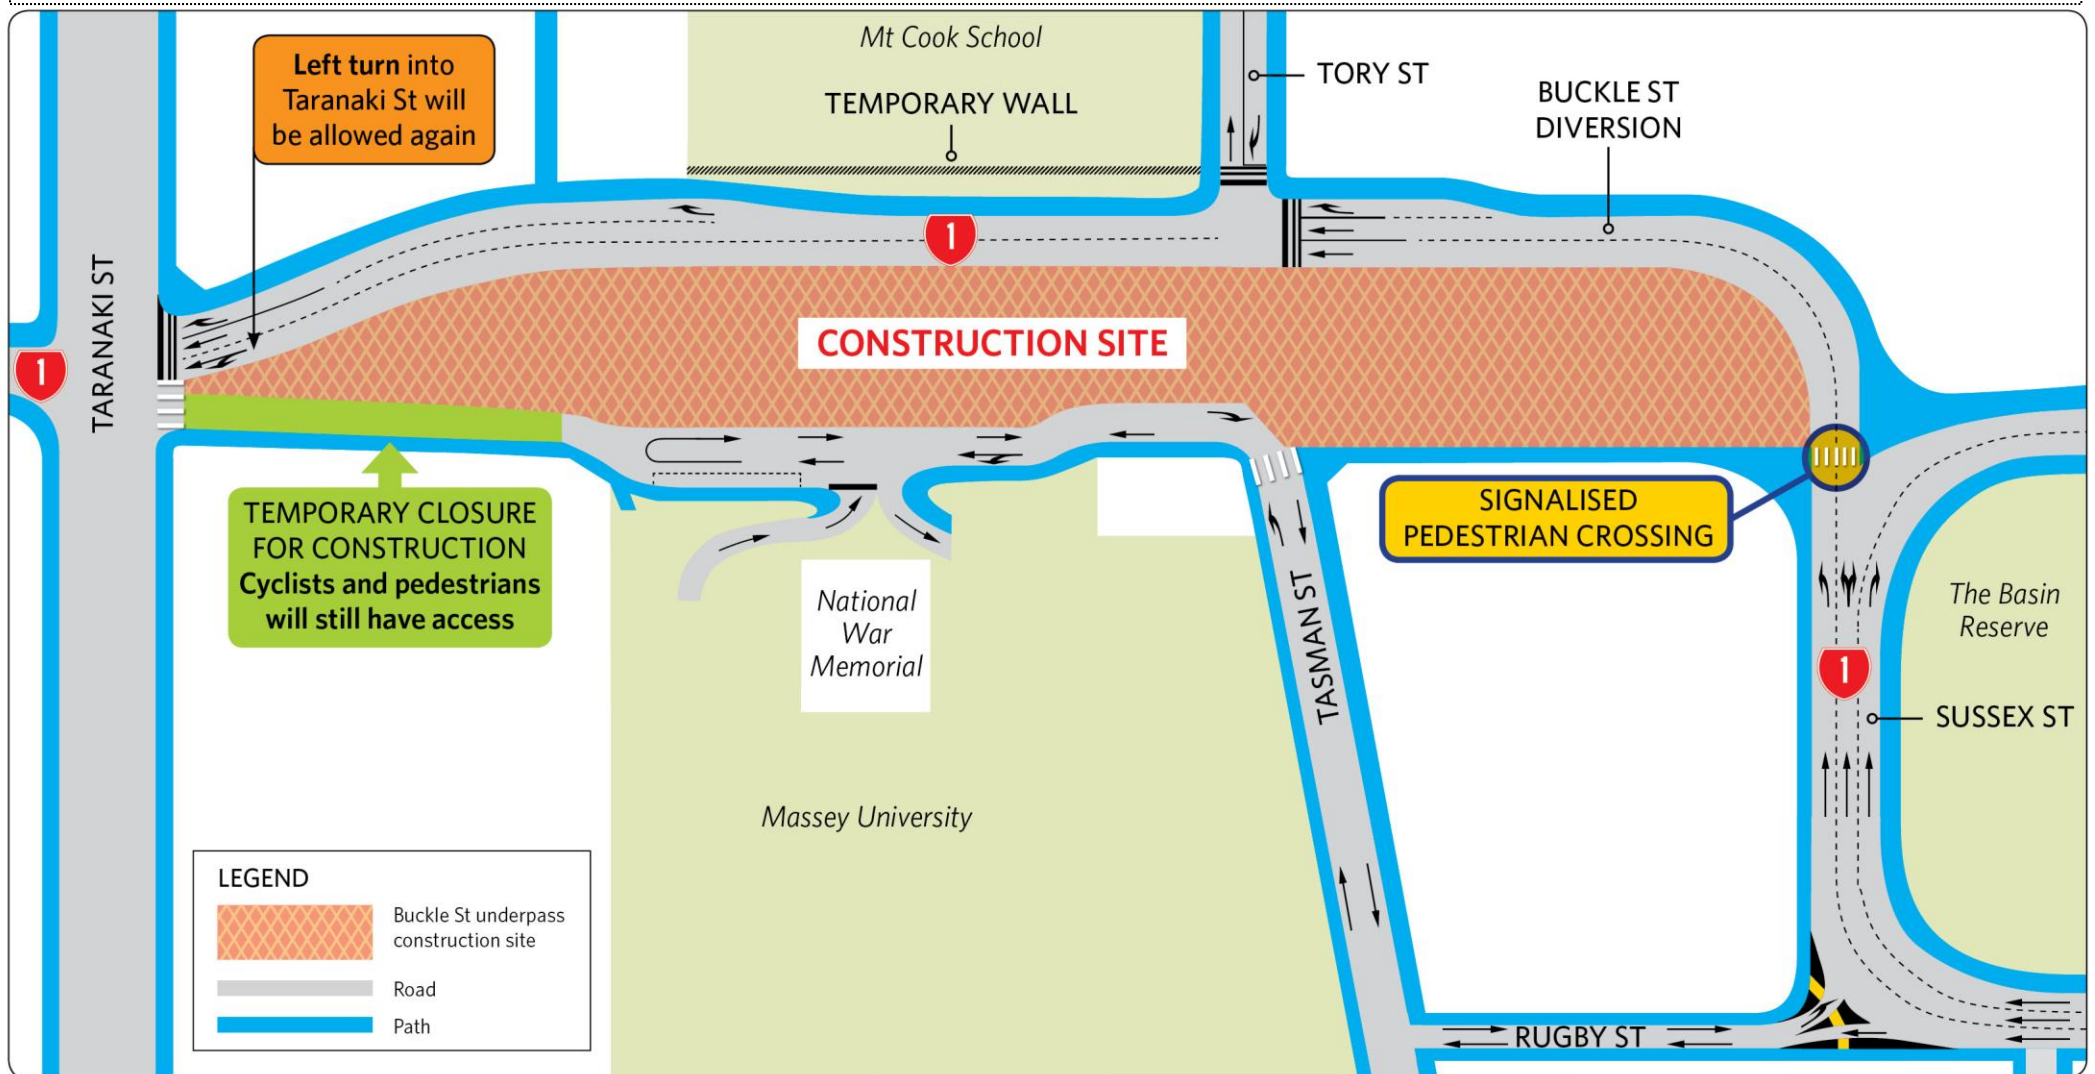 Mt Cook School
TEMPORARY WALL
TORY ST
BUCKLE ST
DIVERSION
Left turn into
Taranaki St will
be allowed again
1
CONSTRUCTION SITE
1
TARANAKI ST
TEMPORARY CLOSURE
FOR CONSTRUCTION
Cyclists and pedestrians
will still have access
SIGNALISED
PEDESTRIAN CROSSING
National
War
Memorial
TASMAN ST
The Basin
Reserve
1
SUSSEX ST
Massey University
LEGEND
Buckle St underpass
construction site
Road
Path
RUGBY ST